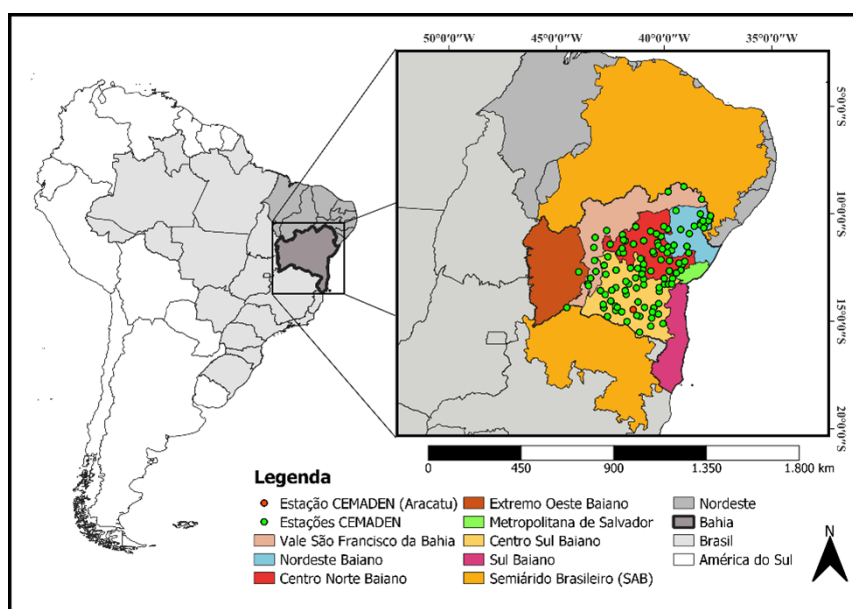 50°0'0"W 45°0'0"W 40°0'0"W 35°0'0"W
5°0'0"S
10°0'0"S
15°0'0"S
20°0'0"S
0 450 900 1.350 1.800 km
Legenda
Estação CEMADEN (Aracatu)
Estações CEMADEN
Vale São Francisco da Bahia
Nordeste Baiano
Centro Norte Baiano
Extremo Oeste Baiano
Metropolitana de Salvador
Centro Sul Baiano
Sul Baiano
Semiárido Brasileiro (SAB)
Nordeste
Bahia
Brasil
América do Sul
N